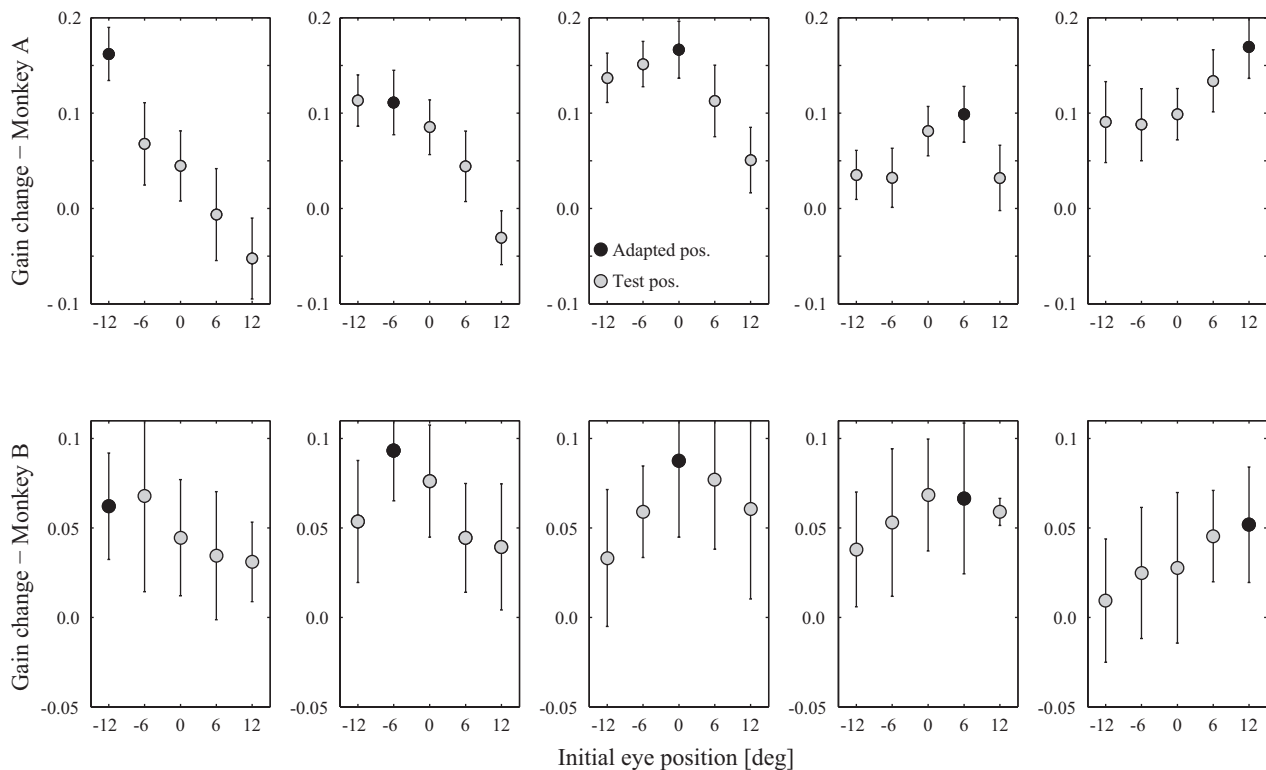 Gain change – Monkey A
0.2 0.2 0.2 0.2 0.2
0.1 0.1 0.1 0.1 0.1
0.0 0.0 0.0 0.0 0.0
Adapted pos.
Test pos.
- 0.1 - 0.1 - 0.1 - 0.1 - 0.1
-12 -6 0 6 12 -12 -6 0 6 12 -12 -6 0 6 12 -12 -6 0 6 12 -12 -6 0 6 12
Gain change – Monkey B
0.1 0.1 0.1 0.1 0.1
0.05 0.05 0.05 0.05 0.05
0.0 0.0 0.0 0.0 0.0
-0.05 -0.05 -0.05 -0.05 -0.05
-12 -6 0 6 12 -12 -6 0 6 12 -12 -6 0 6 12 -12 -6 0 6 12 -12 -6 0 6 12
Initial eye position [deg]